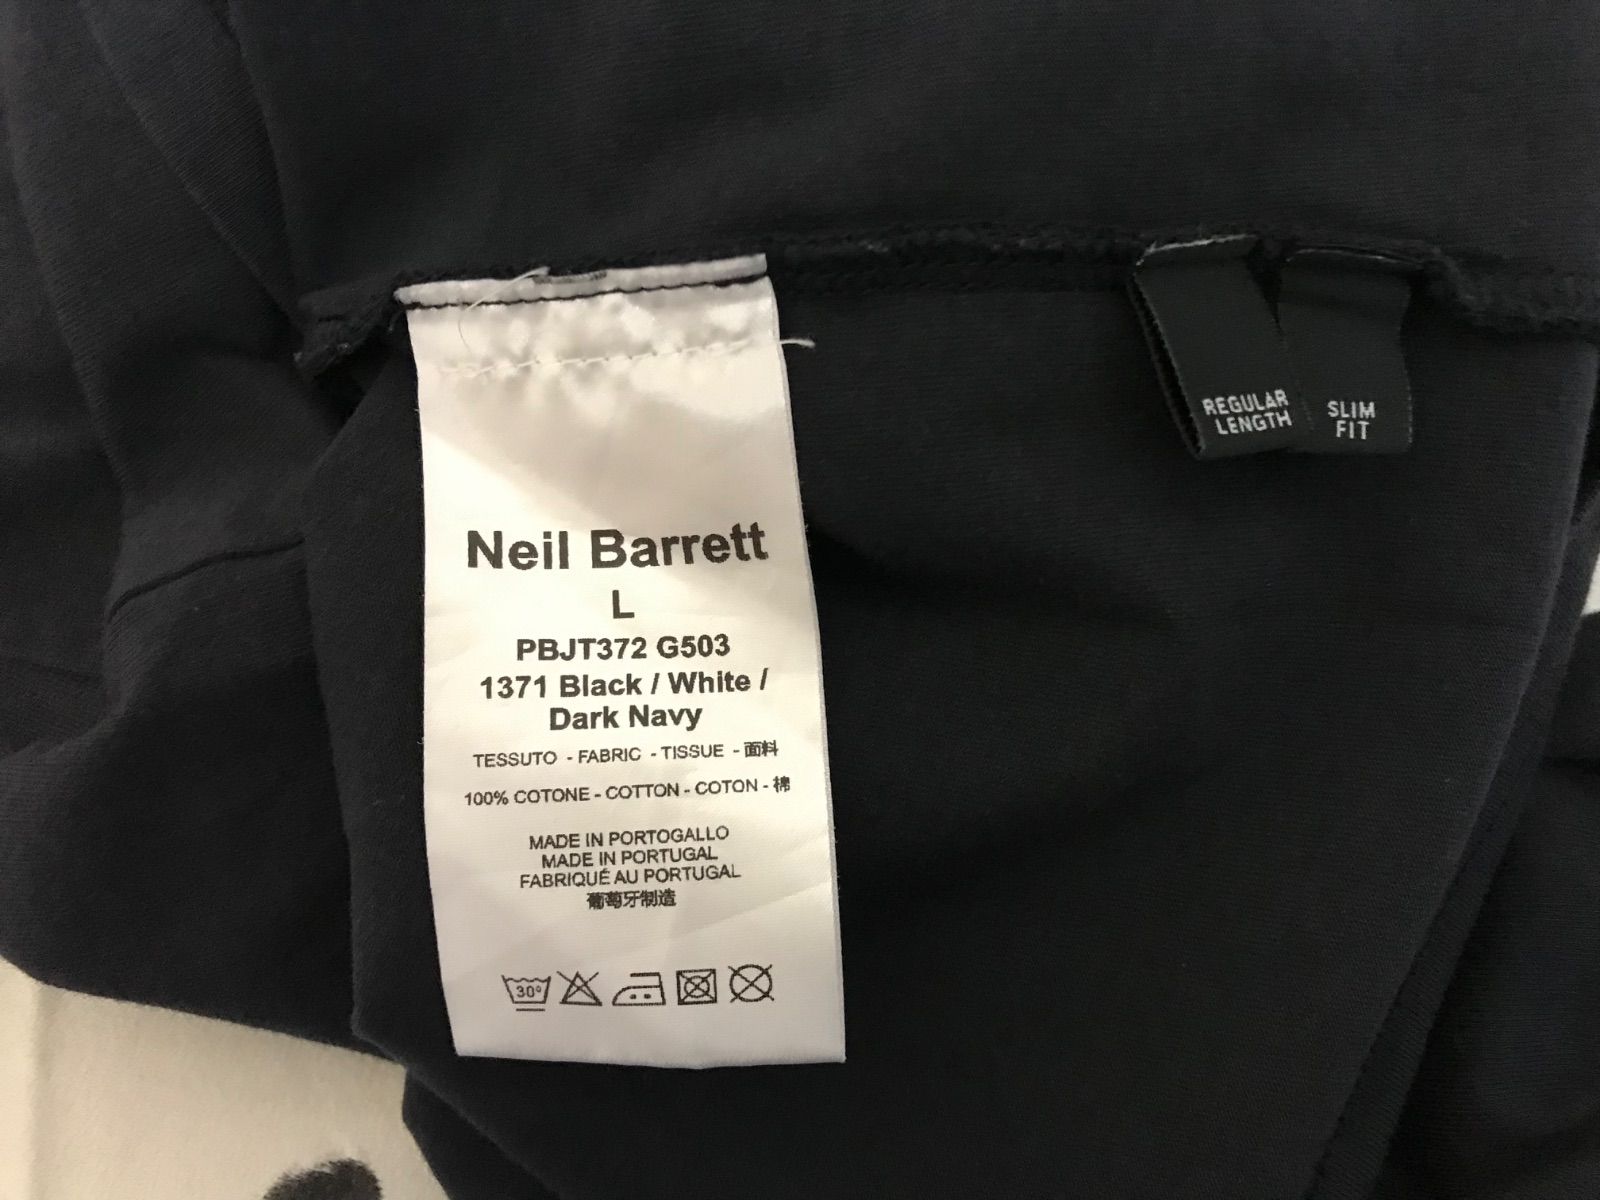 Neil Barrett
L
PBJT372 G503
1371 Black / White /
Dark Navy
TESSUTO - FABRIC - TISSUE - 面料
100% COTONE - COTTON - COTON - 棉
MADE IN PORTOGALLO
MADE IN PORTUGAL
FABRIQUÉ AU PORTUGAL
葡萄牙制造
30°
REGULAR
LENGTH
SLIM
FIT